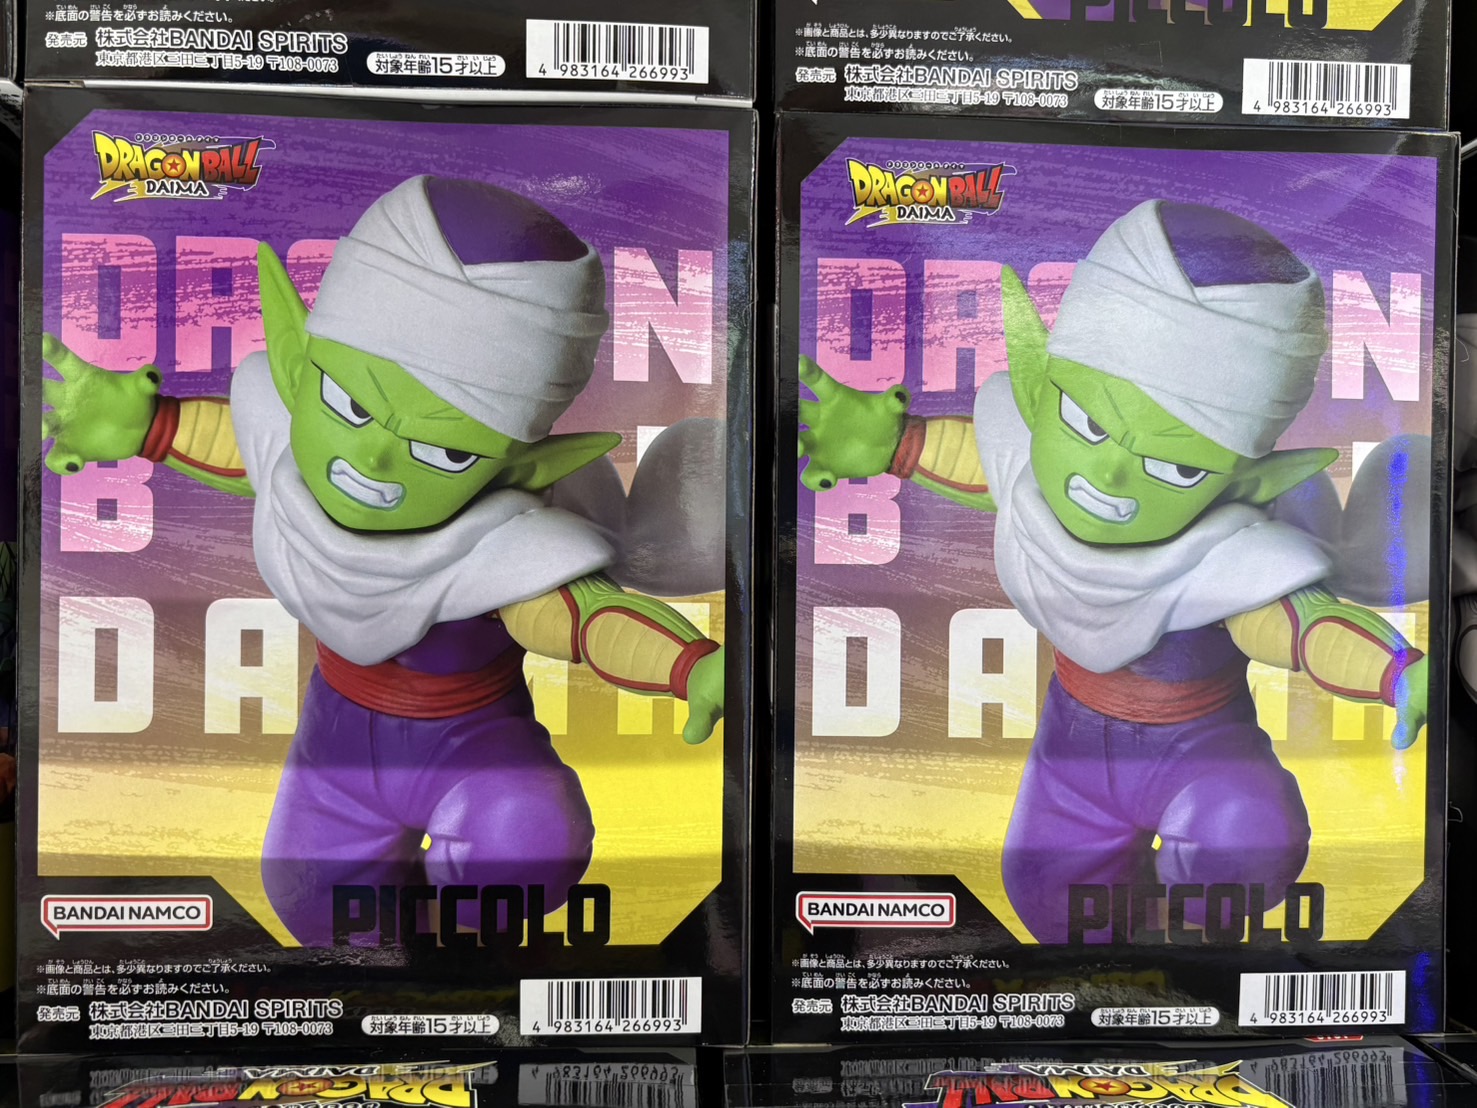 ※底面の警告を必ずお読みください。
発売元 株式会社BANDAI SPIRITS
東京都港区三田三丁目5-19 〒108-0073
対象年齢15才以上
4 983164 266993
PICCOLO
※画像と商品とは、多少異なりますのでご了承ください。
※底面の警告を必ずお読みください。
発売元 株式会社BANDAI SPIRITS
東京都港区三田三丁目5-19 〒108-0073
対象年齢15才以上
4 983164 266993
DRAGON BALL
DAIMA
DRA N
B
DA MA
BANDAI NAMCO
PICCOLO
※画像と商品とは、多少異なりますのでご了承ください。
※底面の警告を必ずお読みください。
発売元 株式会社BANDAI SPIRITS
東京都港区三田三丁目5-19 〒108-0073
対象年齢15才以上
4 983164 266993
DRAGON BALL
DAIMA
DRA N
B
DA
BANDAI NAMCO
PICCOLO
※画像と商品とは、多少異なりますのでご了承ください。
※底面の警告を必ずお読みください。
発売元 株式会社BANDAI SPIRITS
東京都港区三田三丁目5-19 〒108-0073
対象年齢15才以上
4 983164 266993
DRAGON BALL
DAIMA
4 983164 266993
DRAGON BALL
DAIMA